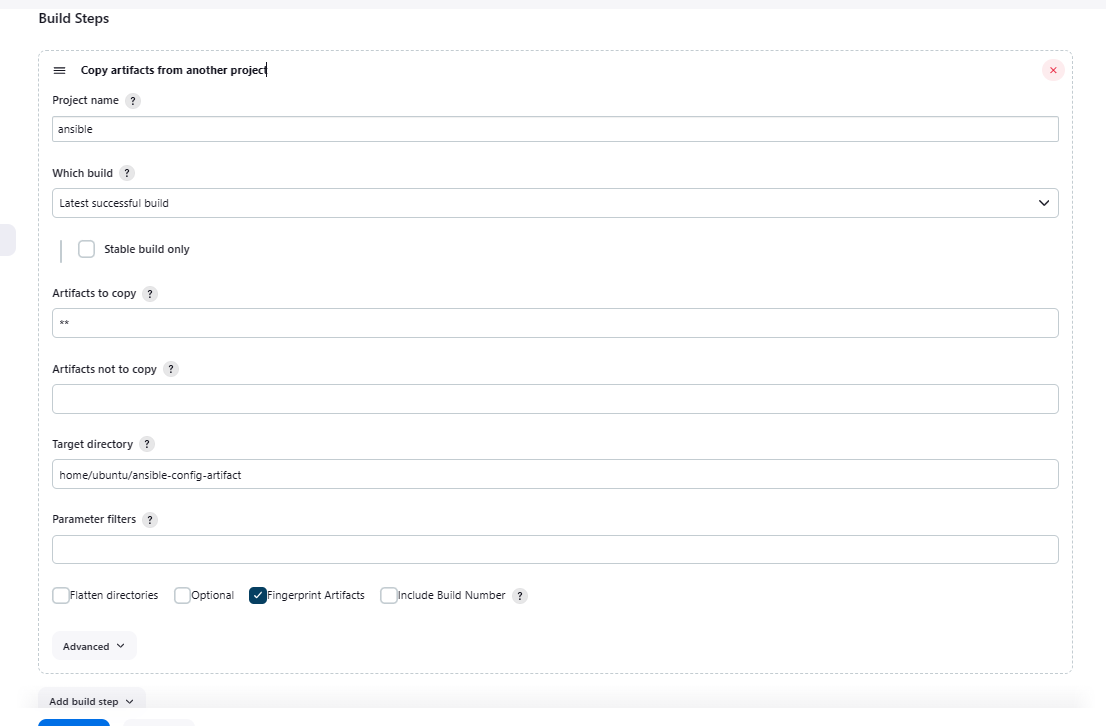 Build Steps
Copy artifacts from another project
Project name ?
ansible
Which build ?
Latest successful build
Stable build only
Artifacts to copy ?
**
Artifacts not to copy ?
Target directory ?
home/ubuntu/ansible-config-artifact
Parameter filters ?
Flatten directories Optional Fingerprint Artifacts Include Build Number ?
Advanced
Add build step